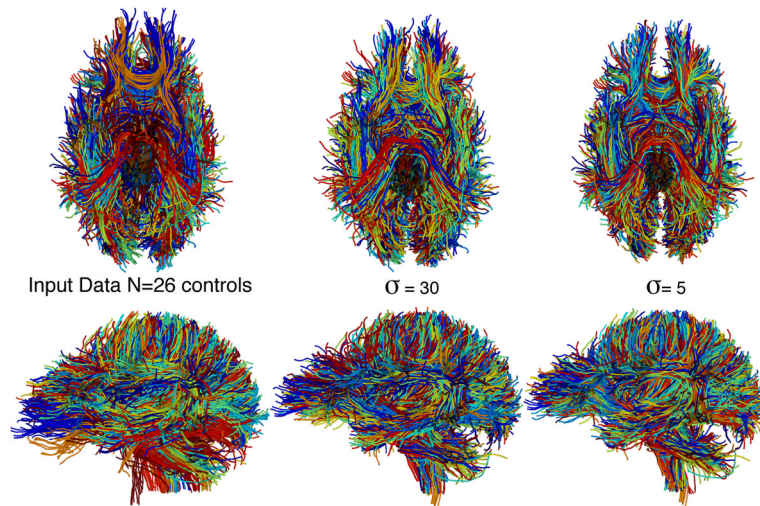 Input Data N=26 controls
σ = 30
σ= 5